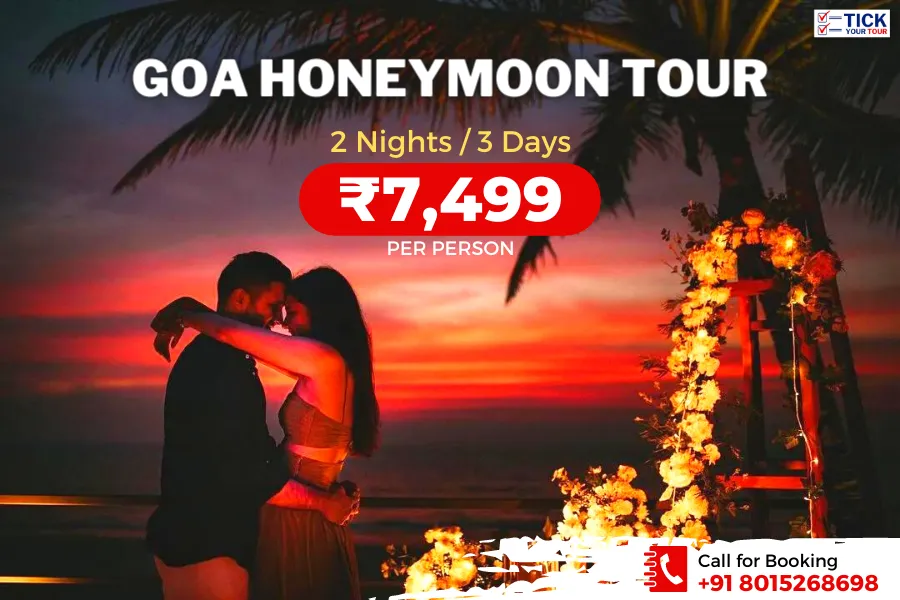 TICK
YOUR TOUR
GOA HONEYMOON TOUR
2 Nights / 3 Days
₹7,499
PER PERSON
Call for Booking
+91 8015268698